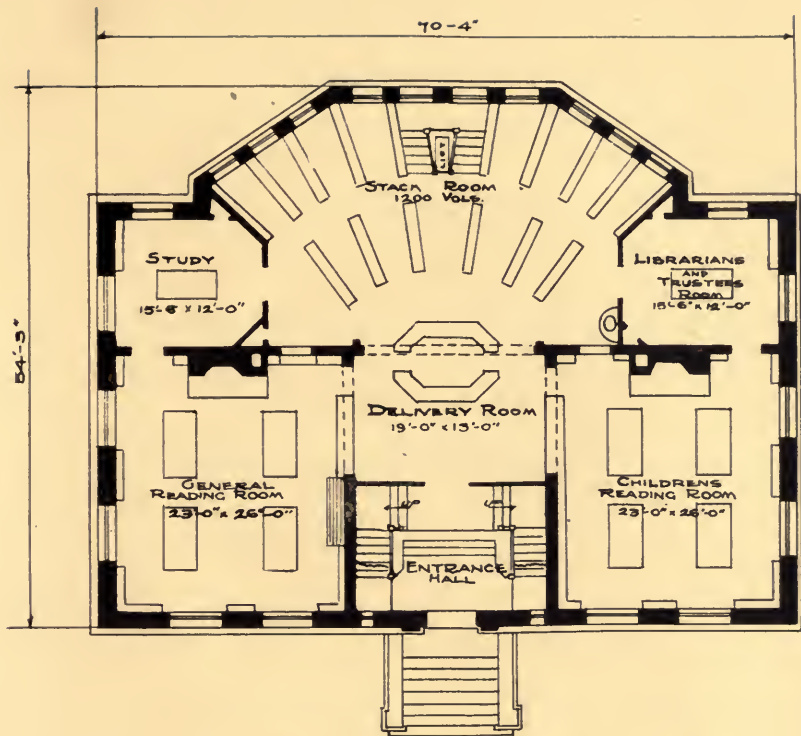 70-4"
54'-3"
LIFT
STACK ROOM
1200 VOLS.
STUDY
15'-6" x 12'-0"
LIBRARIANS
AND
TRUSTEES
ROOM
15'-6" x 12'-0"
DELIVERY ROOM
19'-0" x 13'-0"
GENERAL
READING ROOM
23'-0" x 26'-0"
CHILDRENS
READING ROOM
23'-0" x 26'-0"
ENTRANCE
HALL